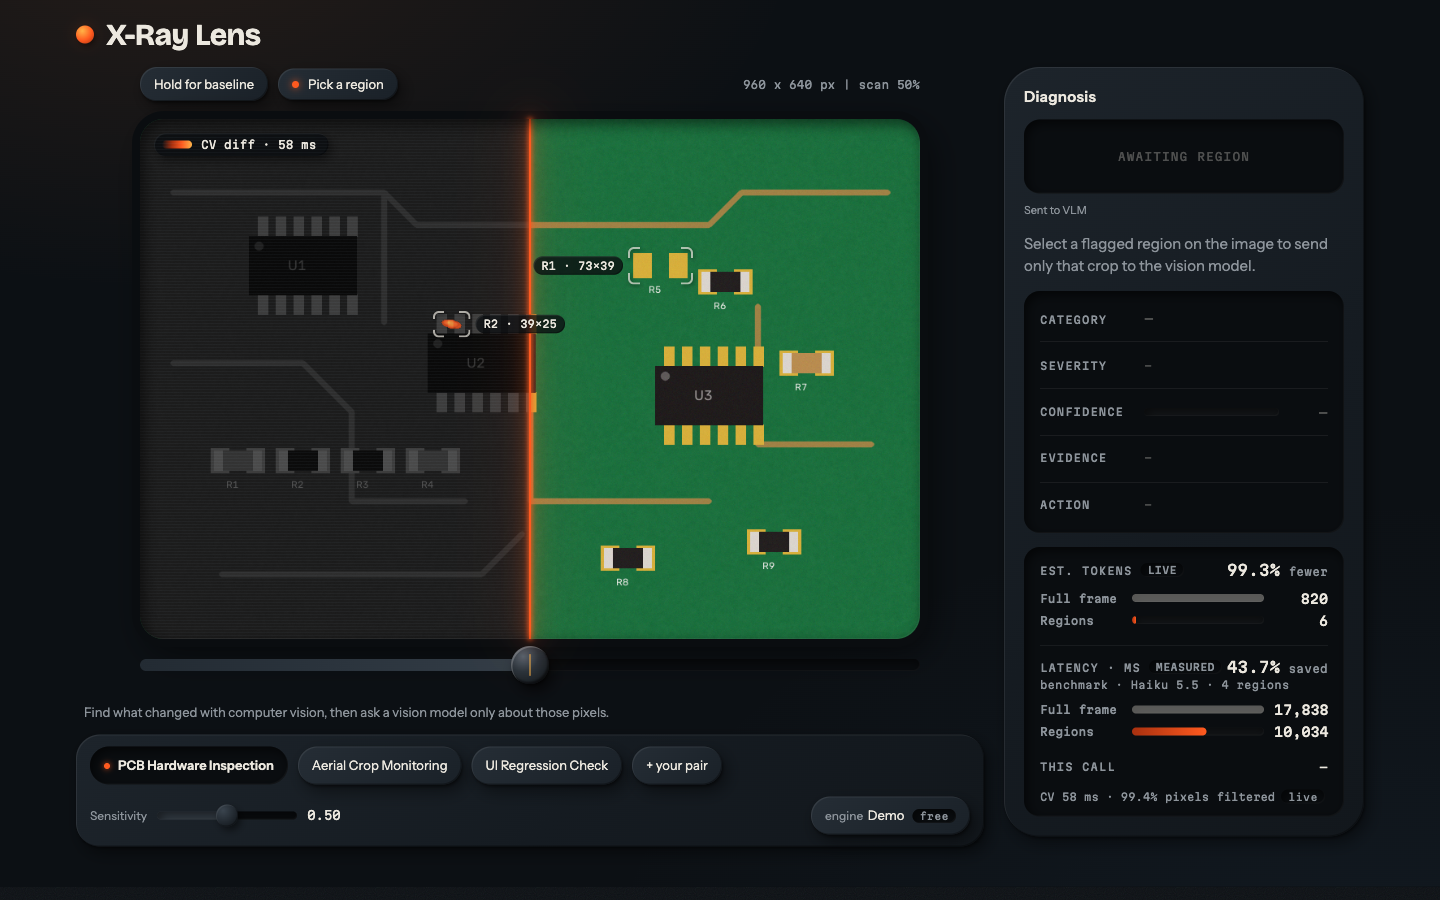 X-Ray Lens
Hold for baseline
Pick a region
960 x 640 px | scan 50%
CV diff · 58 ms
U1
R1 · 73×39
R5
R6
R2 · 39×25
U2
U3
R7
R1
R2
R3
R4
R8
R9
Find what changed with computer vision, then ask a vision model only about those pixels.
PCB Hardware Inspection
Aerial Crop Monitoring
UI Regression Check
+ your pair
Sensitivity
0.50
engine Demo free
Diagnosis
AWAITING REGION
Sent to VLM
Select a flagged region on the image to send
only that crop to the vision model.
CATEGORY –
SEVERITY –
CONFIDENCE –
EVIDENCE –
ACTION –
EST. TOKENS LIVE 99.3% fewer
Full frame 820
Regions 6
LATENCY · MS MEASURED 43.7% saved
benchmark · Haiku 5.5 · 4 regions
Full frame 17,838
Regions 10,034
THIS CALL –
CV 58 ms · 99.4% pixels filtered live